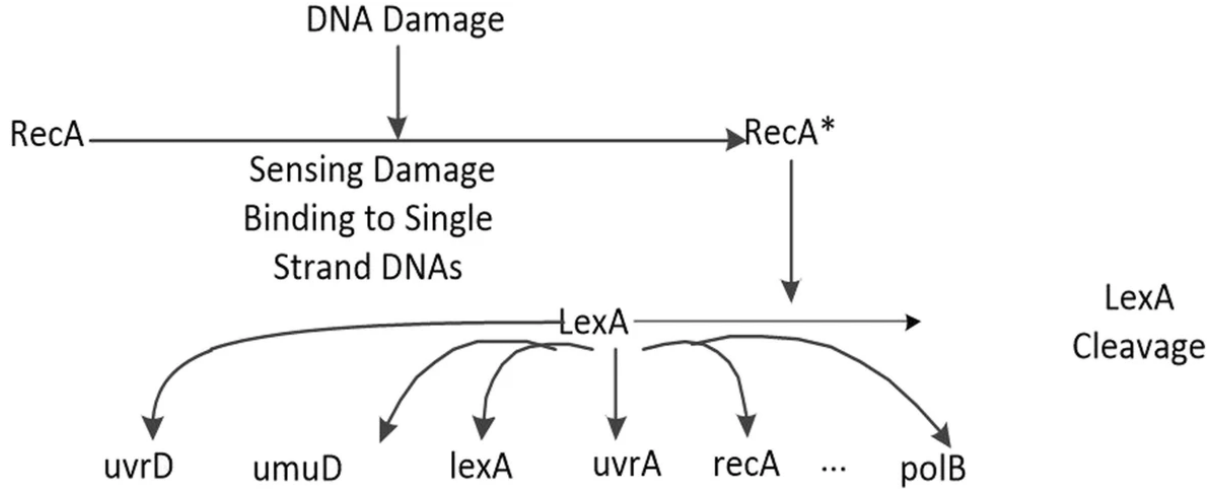 DNA Damage
RecA
RecA*
Sensing Damage
Binding to Single
Strand DNAs
LexA
LexA
Cleavage
uvrD umuD lexA uvrA recA ... polB